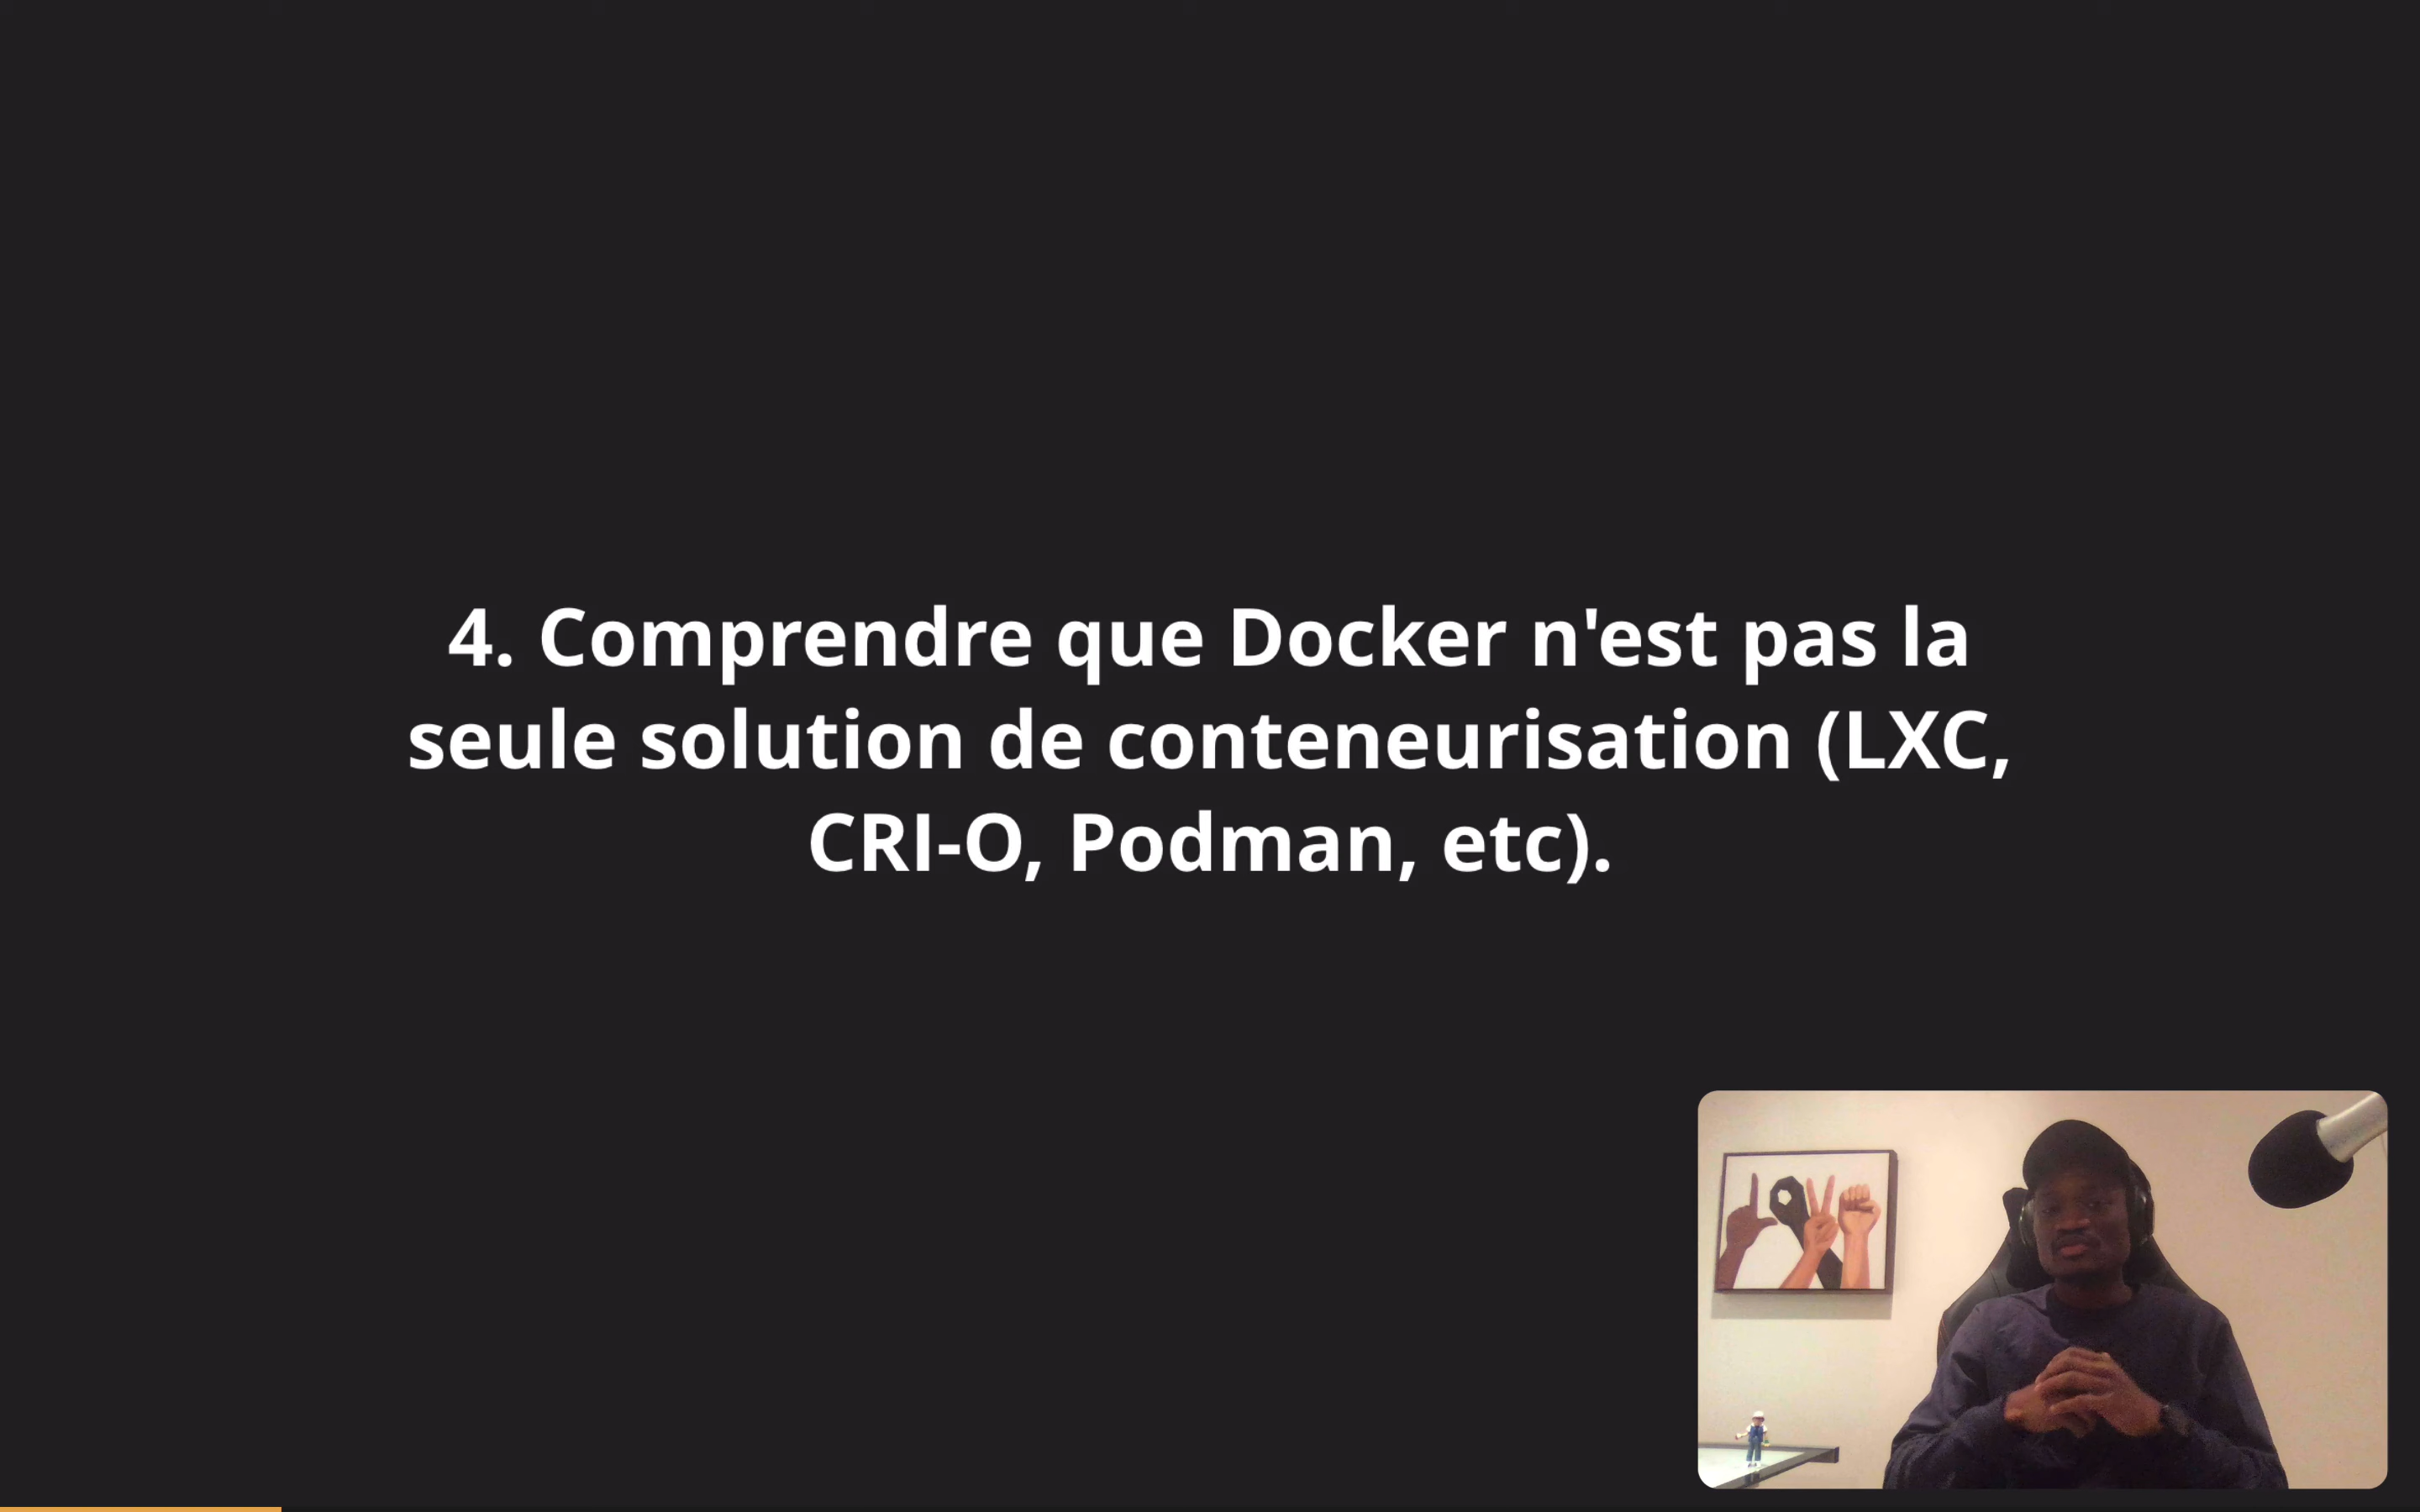 4. Comprendre que Docker n'est pas la
seule solution de conteneurisation (LXC,
CRI-O, Podman, etc).